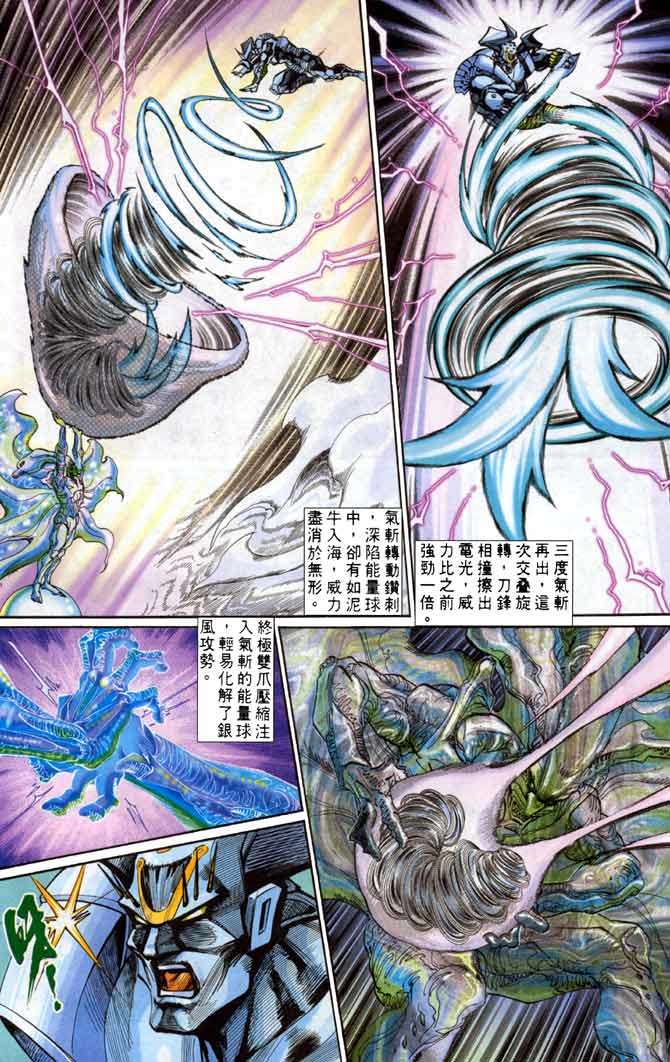 三度氣斬
再出，這
次交叠旋
轉，刀鋒
相撞擦出
電光，威
力比之前
強勁一倍。
氣斬轉動鑽刺
，深陷能量球
中，卻有如泥
牛入海，威力
盡消於無形。
終極雙爪壓縮注
入氣斬的能量球
，輕易化解了銀
風攻勢。